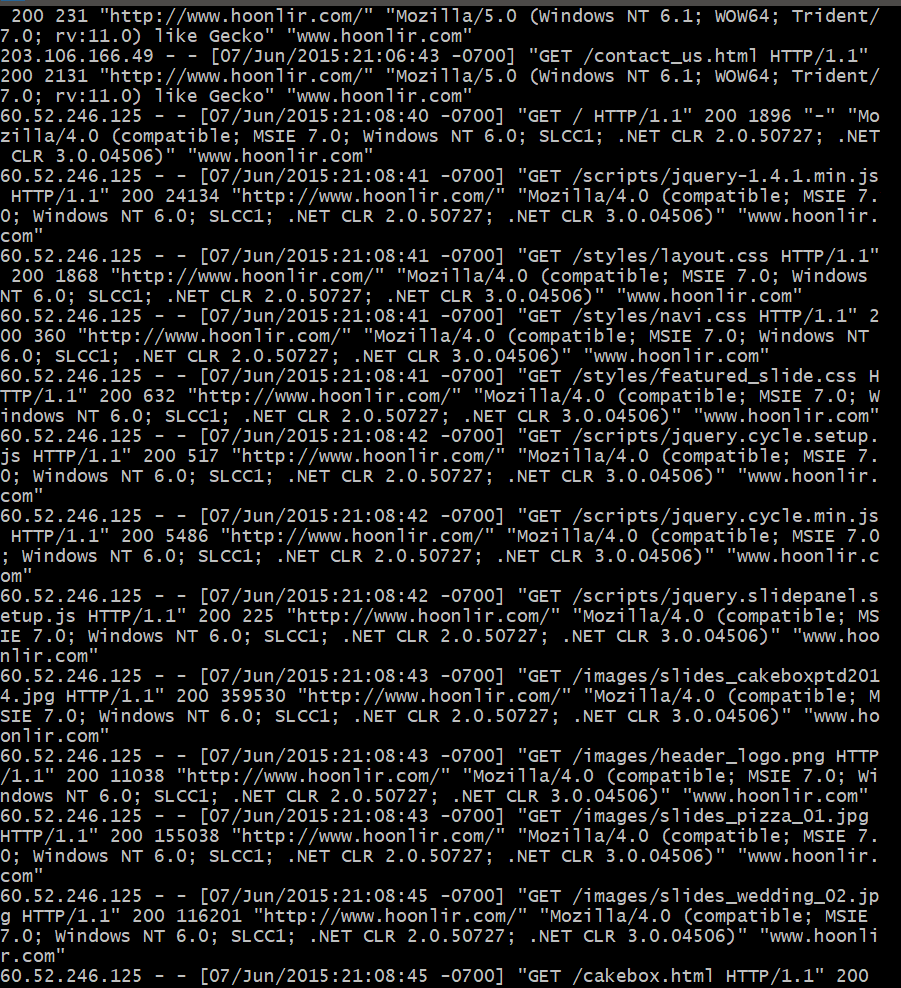 200 231 "http://www.hoonlir.com/" "Mozilla/5.0 (Windows NT 6.1; WOW64; Trident/
7.0; rv:11.0) like Gecko" "www.hoonlir.com"
203.106.166.49 - - [07/Jun/2015:21:06:43 -0700] "GET /contact_us.html HTTP/1.1"
200 2131 "http://www.hoonlir.com/" "Mozilla/5.0 (Windows NT 6.1; WOW64; Trident/
7.0; rv:11.0) like Gecko" "www.hoonlir.com"
60.52.246.125 - - [07/Jun/2015:21:08:40 -0700] "GET / HTTP/1.1" 200 1896 "-" "Mo
zilla/4.0 (compatible; MSIE 7.0; Windows NT 6.0; SLCC1; .NET CLR 2.0.50727; .NET
 CLR 3.0.04506)" "www.hoonlir.com"
60.52.246.125 - - [07/Jun/2015:21:08:41 -0700] "GET /scripts/jquery-1.4.1.min.js
 HTTP/1.1" 200 24134 "http://www.hoonlir.com/" "Mozilla/4.0 (compatible; MSIE 7.
0; Windows NT 6.0; SLCC1; .NET CLR 2.0.50727; .NET CLR 3.0.04506)" "www.hoonlir.
com"
60.52.246.125 - - [07/Jun/2015:21:08:41 -0700] "GET /styles/layout.css HTTP/1.1"
 200 1868 "http://www.hoonlir.com/" "Mozilla/4.0 (compatible; MSIE 7.0; Windows
NT 6.0; SLCC1; .NET CLR 2.0.50727; .NET CLR 3.0.04506)" "www.hoonlir.com"
60.52.246.125 - - [07/Jun/2015:21:08:41 -0700] "GET /styles/navi.css HTTP/1.1" 2
00 360 "http://www.hoonlir.com/" "Mozilla/4.0 (compatible; MSIE 7.0; Windows NT
6.0; SLCC1; .NET CLR 2.0.50727; .NET CLR 3.0.04506)" "www.hoonlir.com"
60.52.246.125 - - [07/Jun/2015:21:08:41 -0700] "GET /styles/featured_slide.css H
TTP/1.1" 200 632 "http://www.hoonlir.com/" "Mozilla/4.0 (compatible; MSIE 7.0; W
indows NT 6.0; SLCC1; .NET CLR 2.0.50727; .NET CLR 3.0.04506)" "www.hoonlir.com"
60.52.246.125 - - [07/Jun/2015:21:08:42 -0700] "GET /scripts/jquery.cycle.setup.
js HTTP/1.1" 200 517 "http://www.hoonlir.com/" "Mozilla/4.0 (compatible; MSIE 7.
0; Windows NT 6.0; SLCC1; .NET CLR 2.0.50727; .NET CLR 3.0.04506)" "www.hoonlir.
com"
60.52.246.125 - - [07/Jun/2015:21:08:42 -0700] "GET /scripts/jquery.cycle.min.js
 HTTP/1.1" 200 5486 "http://www.hoonlir.com/" "Mozilla/4.0 (compatible; MSIE 7.0
; Windows NT 6.0; SLCC1; .NET CLR 2.0.50727; .NET CLR 3.0.04506)" "www.hoonlir.c
om"
60.52.246.125 - - [07/Jun/2015:21:08:42 -0700] "GET /scripts/jquery.slidepanel.s
etup.js HTTP/1.1" 200 225 "http://www.hoonlir.com/" "Mozilla/4.0 (compatible; MS
IE 7.0; Windows NT 6.0; SLCC1; .NET CLR 2.0.50727; .NET CLR 3.0.04506)" "www.hoo
nlir.com"
60.52.246.125 - - [07/Jun/2015:21:08:43 -0700] "GET /images/slides_cakeboxptd201
4.jpg HTTP/1.1" 200 359530 "http://www.hoonlir.com/" "Mozilla/4.0 (compatible; M
SIE 7.0; Windows NT 6.0; SLCC1; .NET CLR 2.0.50727; .NET CLR 3.0.04506)" "www.ho
onlir.com"
60.52.246.125 - - [07/Jun/2015:21:08:43 -0700] "GET /images/header_logo.png HTTP
/1.1" 200 11038 "http://www.hoonlir.com/" "Mozilla/4.0 (compatible; MSIE 7.0; Wi
ndows NT 6.0; SLCC1; .NET CLR 2.0.50727; .NET CLR 3.0.04506)" "www.hoonlir.com"
60.52.246.125 - - [07/Jun/2015:21:08:43 -0700] "GET /images/slides_pizza_01.jpg
HTTP/1.1" 200 155038 "http://www.hoonlir.com/" "Mozilla/4.0 (compatible; MSIE 7.
0; Windows NT 6.0; SLCC1; .NET CLR 2.0.50727; .NET CLR 3.0.04506)" "www.hoonlir.
com"
60.52.246.125 - - [07/Jun/2015:21:08:45 -0700] "GET /images/slides_wedding_02.jp
g HTTP/1.1" 200 116201 "http://www.hoonlir.com/" "Mozilla/4.0 (compatible; MSIE
7.0; Windows NT 6.0; SLCC1; .NET CLR 2.0.50727; .NET CLR 3.0.04506)" "www.hoonli
r.com"
60.52.246.125 - - [07/Jun/2015:21:08:45 -0700] "GET /cakebox.html HTTP/1.1" 200